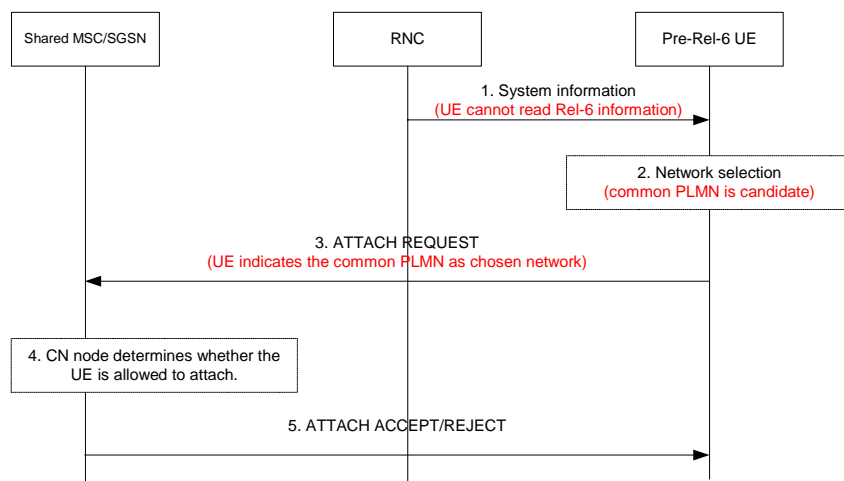 Shared MSC/SGSN
RNC
Pre-Rel-6 UE
1. System information
(UE cannot read Rel-6 information)
2. Network selection
(common PLMN is candidate)
3. ATTACH REQUEST
(UE indicates the common PLMN as chosen network)
4. CN node determines whether the
UE is allowed to attach.
5. ATTACH ACCEPT/REJECT